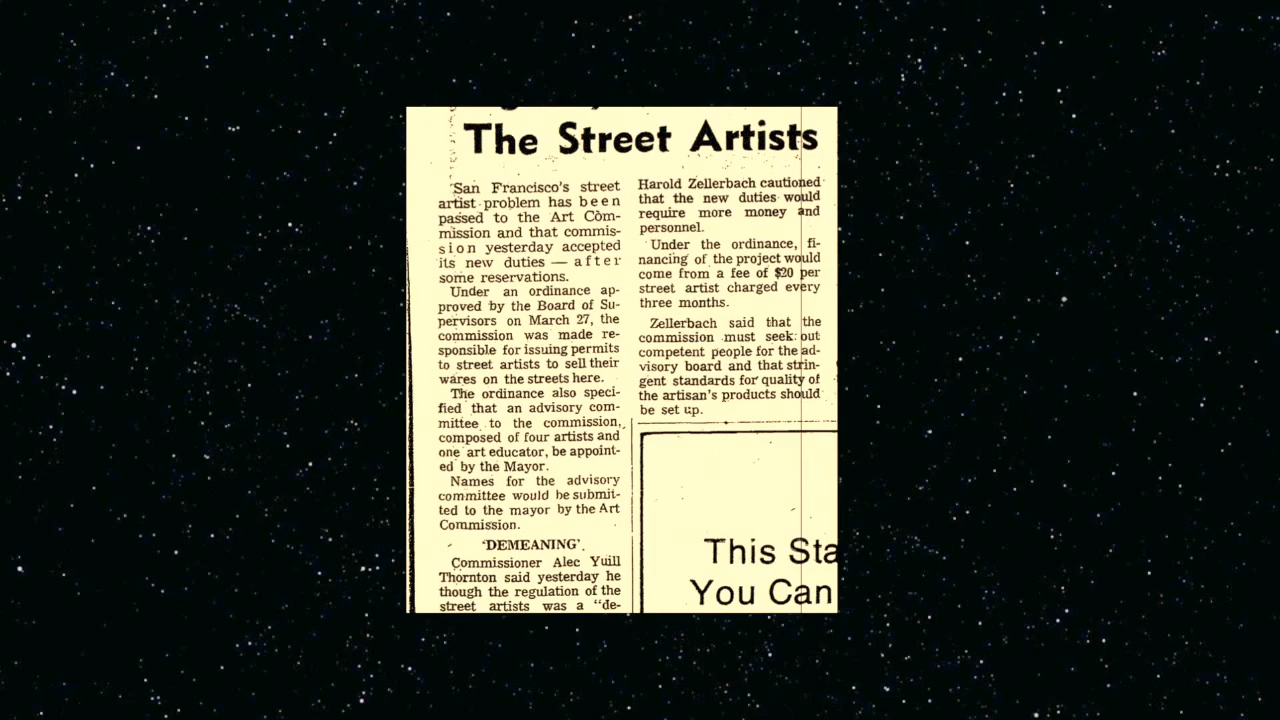 The Street Artists
San Francisco's street
artist problem has been
passed to the Art Com-
mission and that commis-
sion yesterday accepted
its new duties — after
some reservations.
Under an ordinance ap-
proved by the Board of Su-
pervisors on March 27, the
commission was made re-
sponsible for issuing permits
to street artists to sell their
wares on the streets here.
The ordinance also speci-
fied that an advisory com-
mittee to the commission,
composed of four artists and
one art educator, be appoint-
ed by the Mayor.
Names for the advisory
committee would be submit-
ted to the mayor by the Art
Commission.
'DEMEANING'
Commissioner Alec Yuill
Thornton said yesterday he
though the regulation of the
street artists was a "de-
Harold Zellerbach cautioned
that the new duties would
require more money and
personnel.
Under the ordinance, fi-
nancing of the project would
come from a fee of $20 per
street artist charged every
three months.
Zellerbach said that the
commission must seek out
competent people for the ad-
visory board and that strin-
gent standards for quality of
the artisan's products should
be set up.
This Sta
You Can